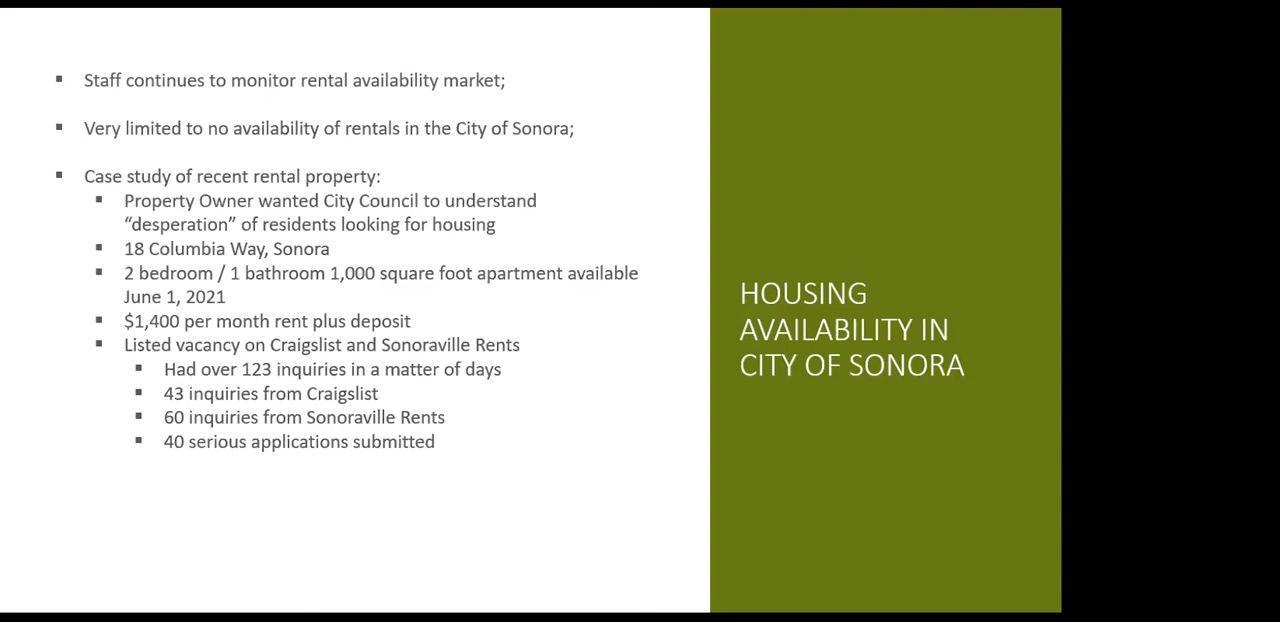 ▪ Staff continues to monitor rental availability market;
▪ Very limited to no availability of rentals in the City of Sonora;
▪ Case study of recent rental property:
▪ Property Owner wanted City Council to understand
“desperation” of residents looking for housing
▪ 18 Columbia Way, Sonora
▪ 2 bedroom / 1 bathroom 1,000 square foot apartment available
June 1, 2021
▪ $1,400 per month rent plus deposit
▪ Listed vacancy on Craigslist and Sonoraville Rents
▪ Had over 123 inquiries in a matter of days
▪ 43 inquiries from Craigslist
▪ 60 inquiries from Sonoraville Rents
▪ 40 serious applications submitted
HOUSING
AVAILABILITY IN
CITY OF SONORA